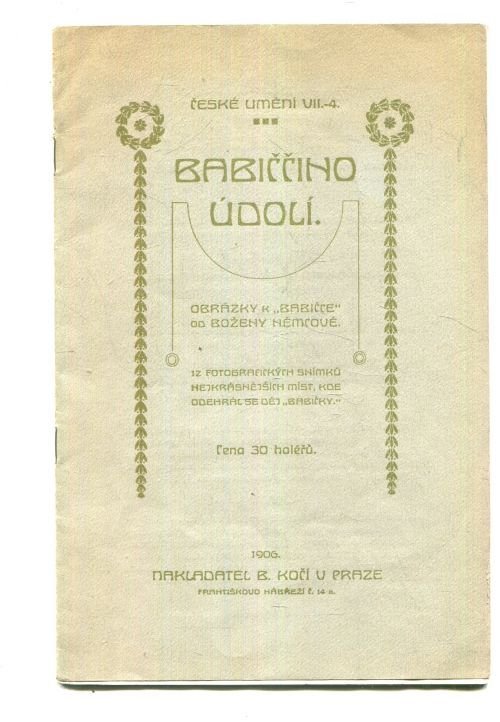 ČESKÉ UMĚNÍ VII.-4.
BABIČČINO
ÚDOLÍ.
OBRÁZKY K „BABIČCE"
OD BOŽENY NĚMCOVÉ.
12 FOTOGRAFICKÝCH SNÍMKŮ
NEJKRÁSNĚJŠÍCH MÍST, KDE
ODEHRÁL SE DĚJ „BABIČKY."
Cena 30 haléřů.
1906.
NAKLADATEL B. KOČÍ V PRAZE
FRANTIŠKOVO NÁBŘEŽÍ Č. 14 n.